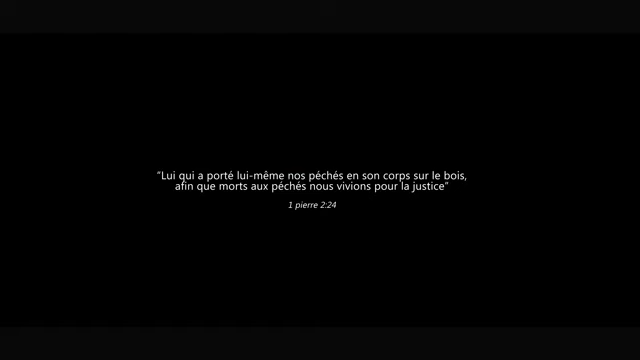 “Lui qui a porté lui-même nos péchés en son corps sur le bois,
afin que morts aux péchés nous vivions pour la justice”
1 pierre 2:24